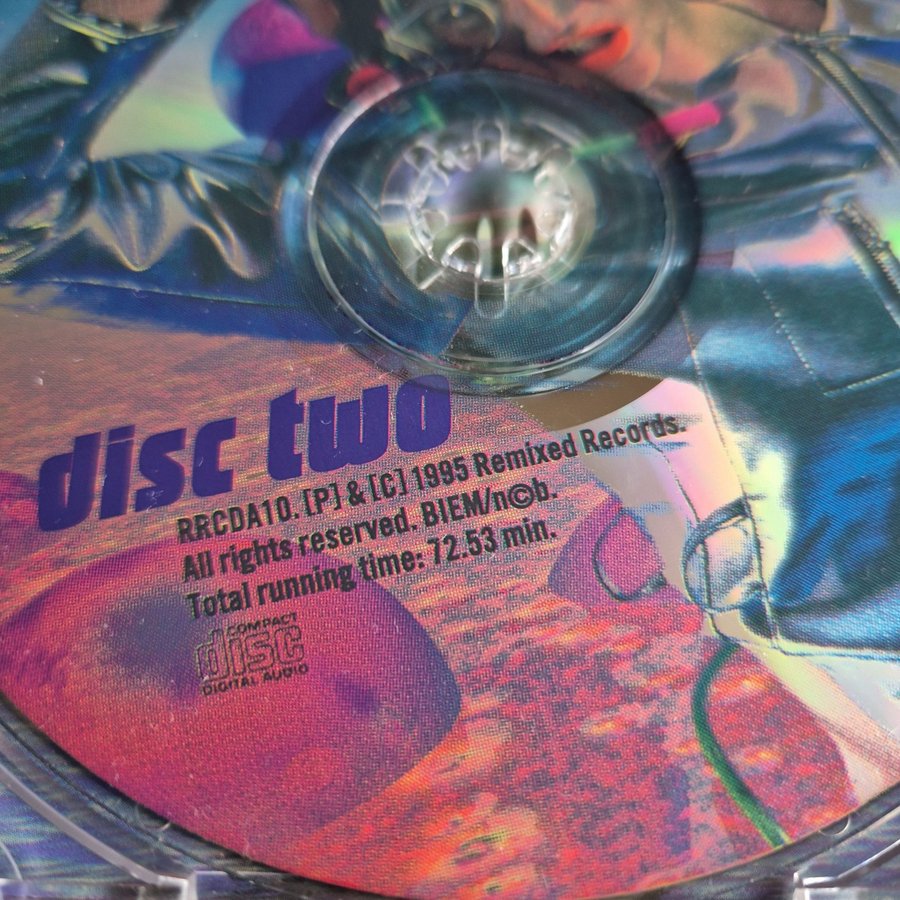 disc two
RRCDA10. [P] & [C] 1995 Remixed Records.
All rights reserved. BIEM/n©b.
Total running time: 72.53 min.
COMPACT
disc
DIGITAL AUDIO